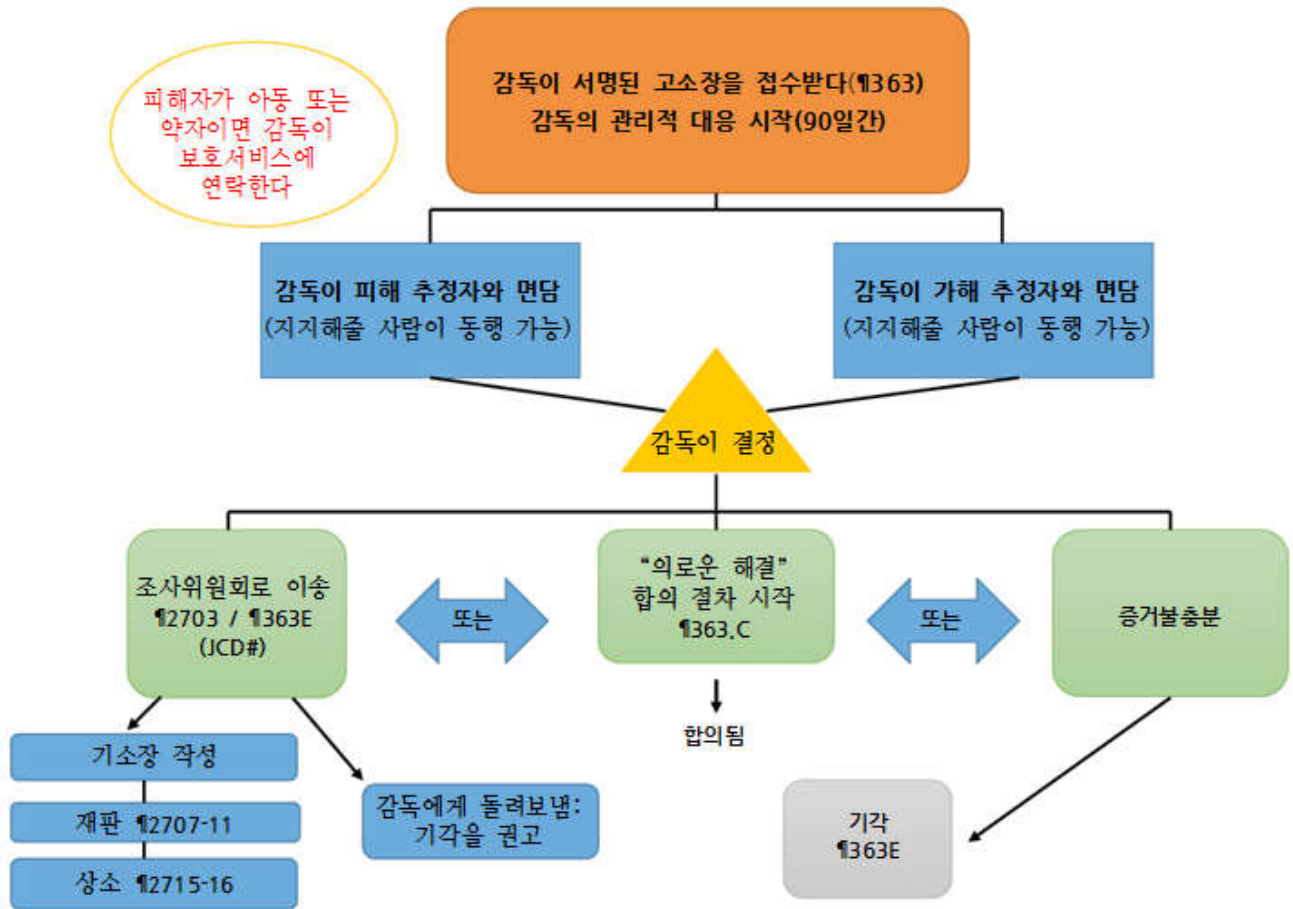 감독이 서명된 고소장을 접수받다(¶363)
감독의 관리적 대응 시작(90일간)
피해자가 아동 또는
약자이면 감독이
보호서비스에
연락한다
감독이 피해 추정자와 면담
(지지해줄 사람이 동행 가능)
감독이 가해 추정자와 면담
(지지해줄 사람이 동행 가능)
감독이 결정
조사위원회로 이송
¶2703 / ¶363E
(JCD#)
또는
“의로운 해결”
합의 절차 시작
¶363.C
또는
증거불충분
합의됨
기소장 작성
재판 ¶2707-11
상소 ¶2715-16
감독에게 돌려보냄:
기각을 권고
기각
¶363E